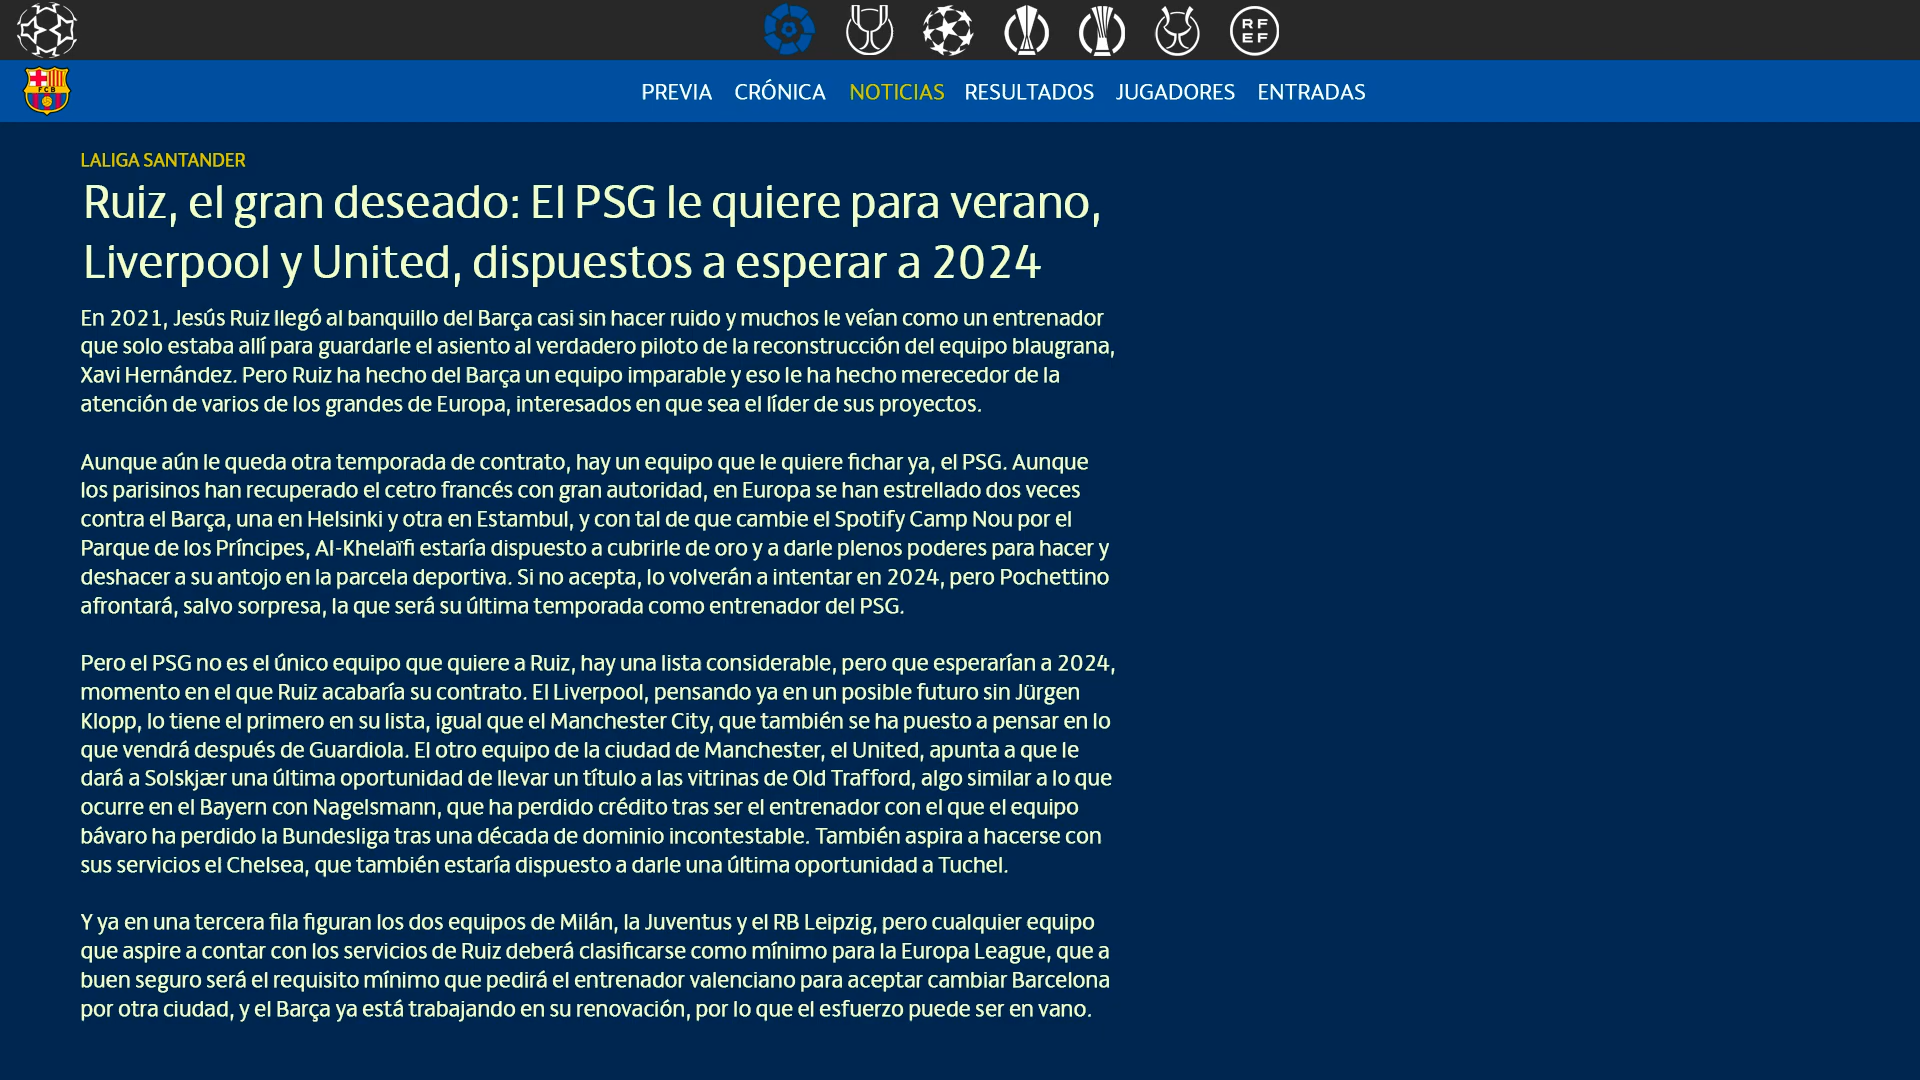 RF
EF
FCB
PREVIA CRÓNICA NOTICIAS RESULTADOS JUGADORES ENTRADAS
LALIGA SANTANDER
Ruiz, el gran deseado: El PSG le quiere para verano,
Liverpool y United, dispuestos a esperar a 2024
En 2021, Jesús Ruiz llegó al banquillo del Barça casi sin hacer ruido y muchos le veían como un entrenador
que solo estaba allí para guardarle el asiento al verdadero piloto de la reconstrucción del equipo blaugrana,
Xavi Hernández. Pero Ruiz ha hecho del Barça un equipo imparable y eso le ha hecho merecedor de la
atención de varios de los grandes de Europa, interesados en que sea el líder de sus proyectos.
Aunque aún le queda otra temporada de contrato, hay un equipo que le quiere fichar ya, el PSG. Aunque
los parisinos han recuperado el cetro francés con gran autoridad, en Europa se han estrellado dos veces
contra el Barça, una en Helsinki y otra en Estambul, y con tal de que cambie el Spotify Camp Nou por el
Parque de los Príncipes, Al-Khelaïfi estaría dispuesto a cubrirle de oro y a darle plenos poderes para hacer y
deshacer a su antojo en la parcela deportiva. Si no acepta, lo volverán a intentar en 2024, pero Pochettino
afrontará, salvo sorpresa, la que será su última temporada como entrenador del PSG.
Pero el PSG no es el único equipo que quiere a Ruiz, hay una lista considerable, pero que esperarían a 2024,
momento en el que Ruiz acabaría su contrato. El Liverpool, pensando ya en un posible futuro sin Jürgen
Klopp, lo tiene el primero en su lista, igual que el Manchester City, que también se ha puesto a pensar en lo
que vendrá después de Guardiola. El otro equipo de la ciudad de Manchester, el United, apunta a que le
dará a Solskjær una última oportunidad de llevar un título a las vitrinas de Old Trafford, algo similar a lo que
ocurre en el Bayern con Nagelsmann, que ha perdido crédito tras ser el entrenador con el que el equipo
bávaro ha perdido la Bundesliga tras una década de dominio incontestable. También aspira a hacerse con
sus servicios el Chelsea, que también estaría dispuesto a darle una última oportunidad a Tuchel.
Y ya en una tercera fila figuran los dos equipos de Milán, la Juventus y el RB Leipzig, pero cualquier equipo
que aspire a contar con los servicios de Ruiz deberá clasificarse como mínimo para la Europa League, que a
buen seguro será el requisito mínimo que pedirá el entrenador valenciano para aceptar cambiar Barcelona
por otra ciudad, y el Barça ya está trabajando en su renovación, por lo que el esfuerzo puede ser en vano.